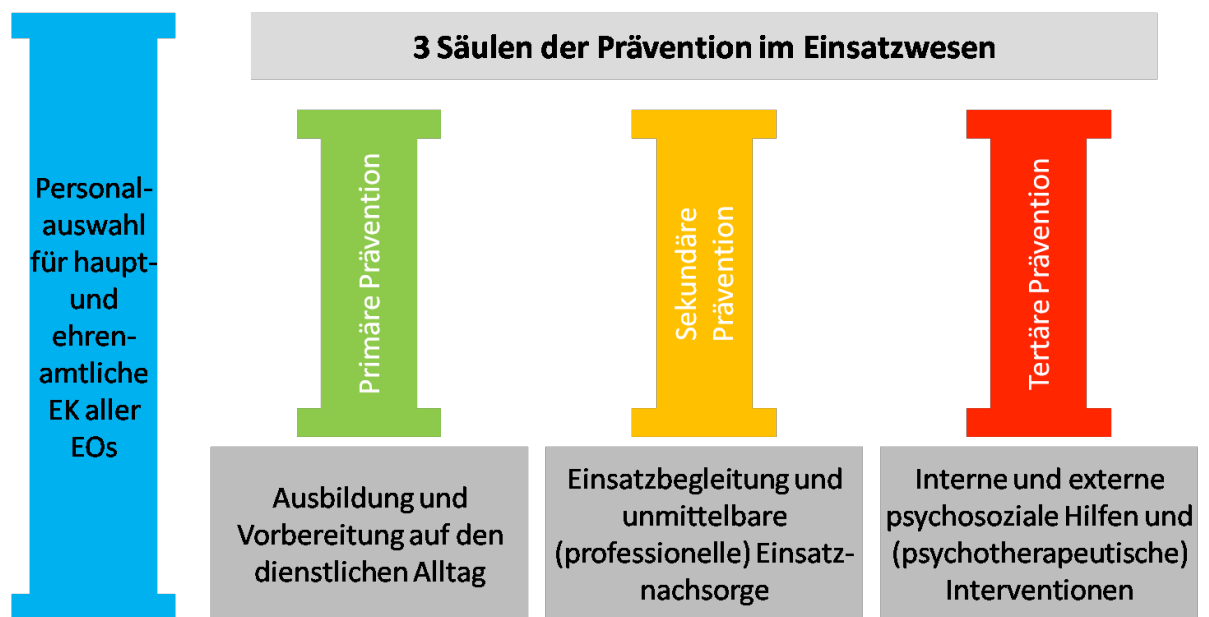 Personal-
auswahl
für haupt-
und
ehren-
amtliche
EK aller
EOs
3 Säulen der Prävention im Einsatzwesen
Primäre Prävention
Sekundäre
Prävention
Tertäre Prävention
Ausbildung und
Vorbereitung auf den
dienstlichen Alltag
Einsatzbegleitung und
unmittelbare
(professionelle) Einsatz-
nachsorge
Interne und externe
psychosoziale Hilfen und
(psychotherapeutische)
Interventionen